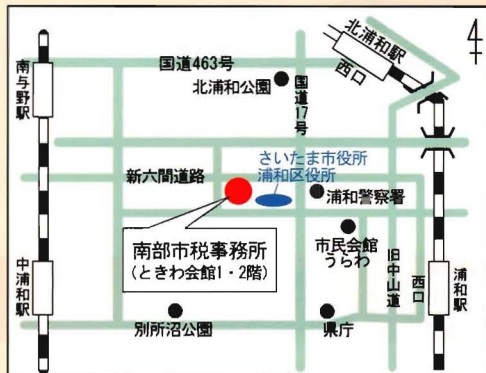 北浦和駅
西口
国道463号
北浦和公園
国道17号
南与野駅
さいたま市役所
浦和区役所
新六間道路
浦和警察署
南部市税事務所
(ときわ会館1・2階)
市民会館
うらわ
中浦和駅
旧中山道
西口
浦和駅
別所沼公園
県庁
4